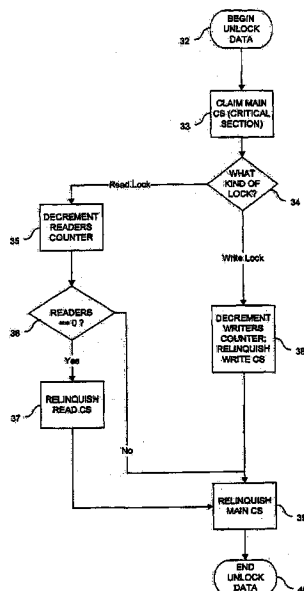 32
BEGIN
UNLOCK
DATA
33
CLAIM MAIN
CS (CRITICAL
SECTION)
WHAT
KIND OF
LOCK?
34
Read Lock
Write Lock
35
DECREMENT
READERS
COUNTER
36
READERS
== 0 ?
Yes
No
37
RELINQUISH
READ CS
DECREMENT
WRITERS
COUNTER;
RELINQUISH
WRITE CS
38
RELINQUISH
MAIN CS
39
END
UNLOCK
DATA
40